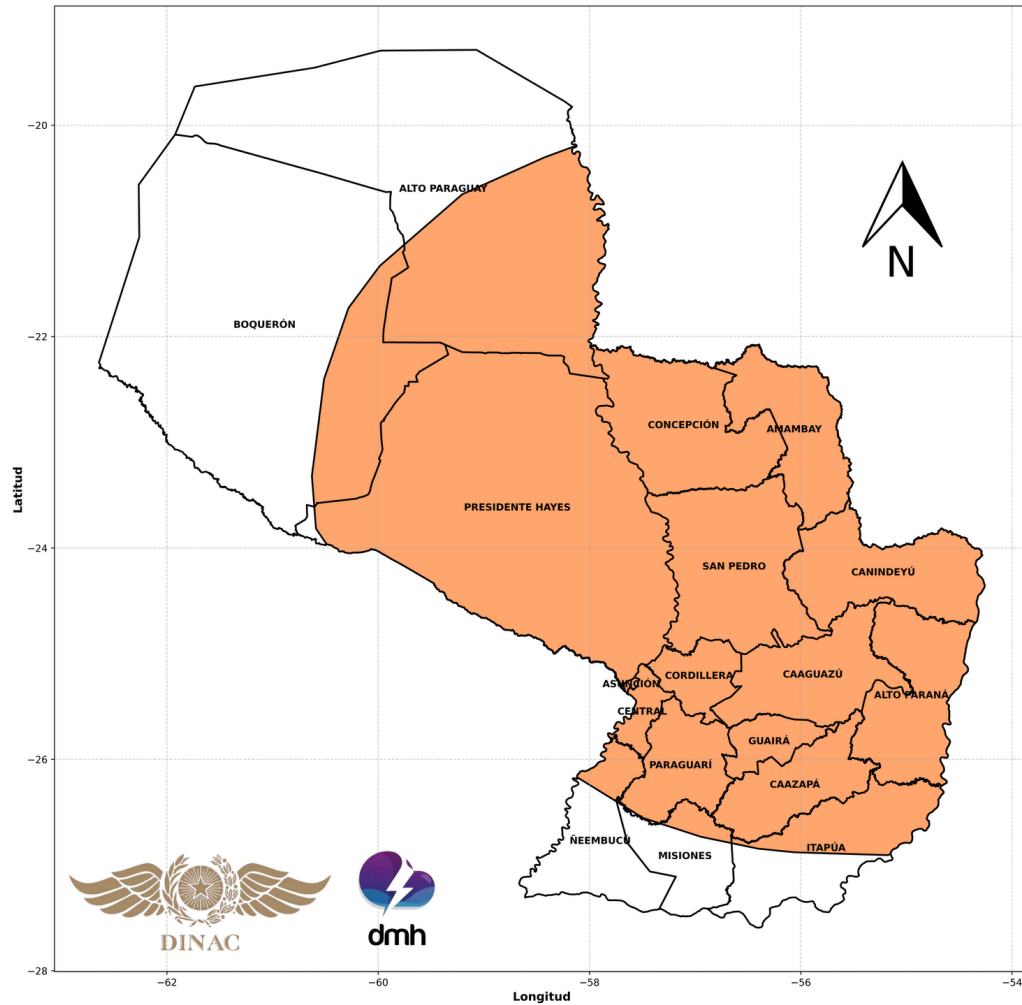 −20
ALTO PARAGUAY
N
BOQUERÓN
−22
CONCEPCIÓN
AMAMBAY
Latitud
PRESIDENTE HAYES
−24
SAN PEDRO
CANINDEYÚ
ASUNCIÓN
CORDILLERA
CAAGUAZÚ
ALTO PARANÁ
CENTRAL
GUAIRÁ
−26
PARAGUARÍ
CAAZAPÁ
ÑEEMBUCÚ
MISIONES
ITAPÚA
DINAC
dmh
−28
−62
−60
−58
−56
−54
Longitud